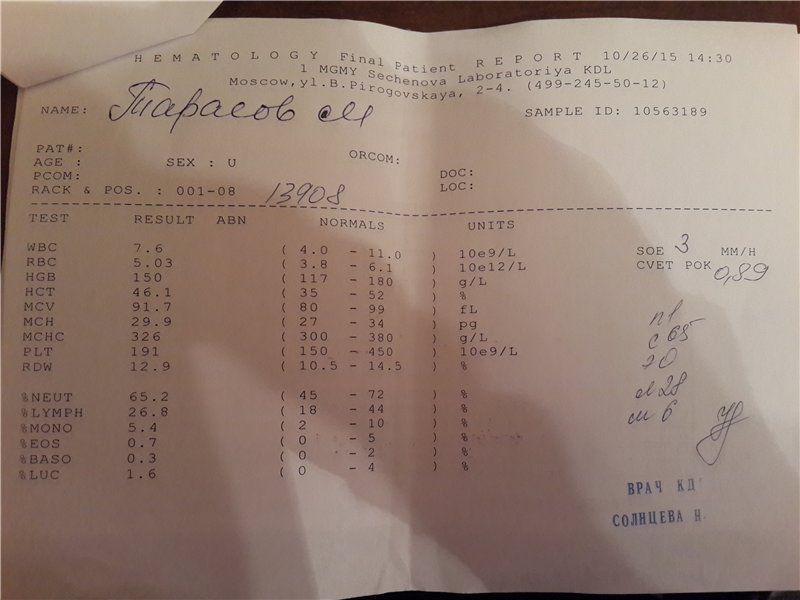 HEMATOLOGY Final Patient REPORT 10/26/15 14:30
1 MGMY Sechenova Laboratoriya KDL
Moscow,yl.B.Pirogovskaya, 2-4. (499-245-50-12)
NAME: Тарасов М SAMPLE ID: 10563189
PAT#: ORCOM:
AGE : SEX : U DOC:
PCOM: LOC:
RACK & POS. : 001-08 13908
TEST RESULT ABN NORMALS UNITS
WBC 7.6 ( 4.0 - 11.0 ) 10e9/L SOE 3 MM/H
RBC 5.03 ( 3.8 - 6.1 ) 10e12/L CVET POK 0,89
HGB 150 ( 117 - 180 ) g/L
HCT 46.1 ( 35 - 52 ) %
MCV 91.7 ( 80 - 99 ) fL
MCH 29.9 ( 27 - 34 ) pg
MCHC 326 ( 300 - 380 ) g/L
PLT 191 ( 150 - 450 ) 10e9/L
RDW 12.9 ( 10.5 - 14.5 ) %
п1
с 65
э0
л28
м 6
%NEUT 65.2 ( 45 - 72 ) %
%LYMPH 26.8 ( 18 - 44 ) %
%MONO 5.4 ( 2 - 10 ) %
%EOS 0.7 ( 0 - 5 ) %
%BASO 0.3 ( 0 - 2 ) %
%LUC 1.6 ( 0 - 4 ) %
ВРАЧ КД
СОЛНЦЕВА Н.